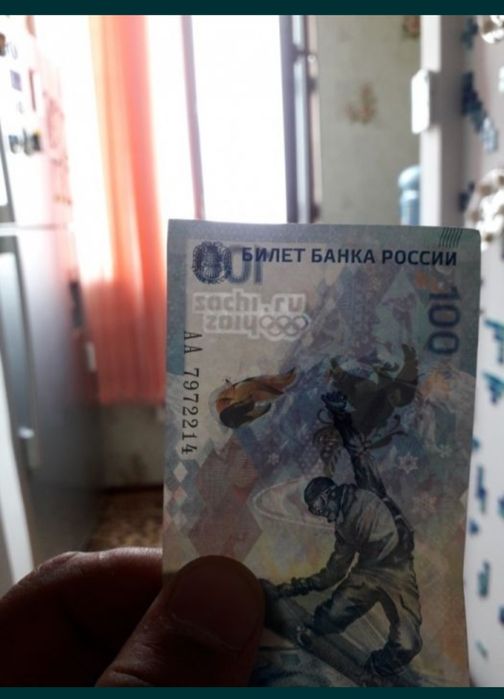 БИЛЕТ БАНКА РОССИИ
sochi.ru
2014
100
АА 7972214